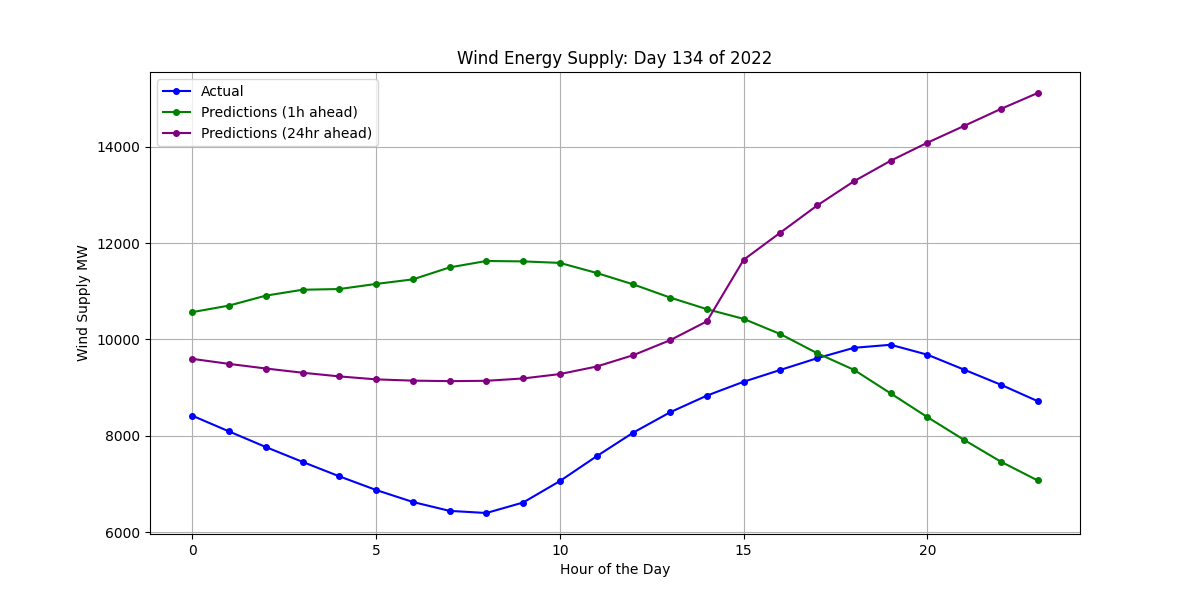 Wind Energy Supply: Day 134 of 2022
Actual
Predictions (1h ahead)
Predictions (24hr ahead)
14000
12000
10000
8000
6000
Wind Supply MW
0 5 10 15 20
Hour of the Day